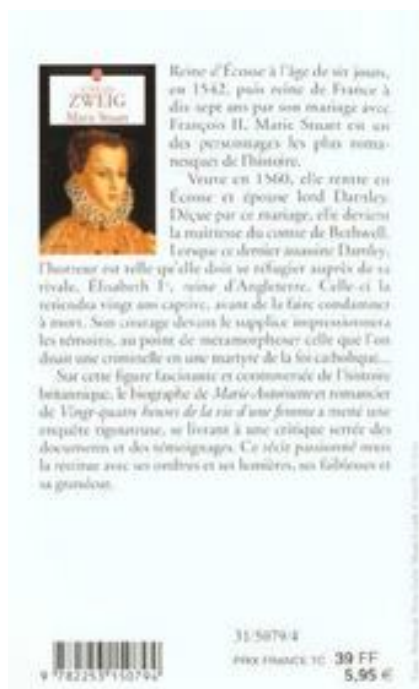 ZWEIG
Marie Stuart
Reine d'Écosse à l'âge de six jours,
en 1542, puis reine de France à
dix-sept ans par son mariage avec
François II, Marie Stuart est un
des personnages les plus roma-
nesques de l'histoire.
Veuve en 1560, elle rentre en
Écosse et épouse lord Darnley.
Déçue par ce mariage, elle devient
la maîtresse du comte de Bothwell.
Lorsque ce dernier assassine Darnley,
l'horreur est telle qu'elle doit se réfugier auprès de sa
rivale, Élisabeth Iʳᵉ, reine d'Angleterre. Celle-ci la
retiendra vingt ans captive, avant de la faire condamner
à mort. Son courage devant le supplice impressionnera
les témoins, au point de métamorphoser celle que l'on
disait une criminelle en une martyre de la foi catholique...
Sur cette figure fascinante et controversée de l'histoire
britannique, le biographe de Marie-Antoinette et romancier
de Vingt-quatre heures de la vie d'une femme a mené une
enquête rigoureuse, se livrant à une critique serrée des
documents et des témoignages. Ce récit passionné nous
la restitue avec ses ombres et ses lumières, ses faiblesses et
sa grandeur.
31/5079/4
PRIX FRANCE TC 39 FF
5,95 €
9 782253 150794